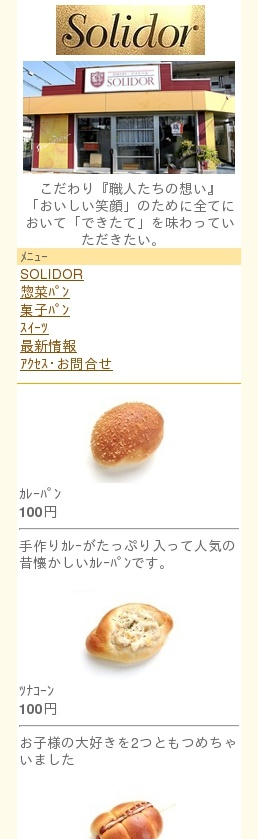 Solidor
SOLIDOR
こだわり『職人たちの想い』
「おいしい笑顔」のために全てに
おいて「できたて」を味わってい
ただきたい。
ﾒﾆｭｰ
SOLIDOR
惣菜ﾊﾟﾝ
菓子ﾊﾟﾝ
ｽｲｰﾂ
最新情報
ｱｸｾｽ･お問合せ
ｶﾚｰﾊﾟﾝ
100円
手作りｶﾚｰがたっぷり入って人気の
昔懐かしいｶﾚｰﾊﾟﾝです。
ﾂﾅｺｰﾝ
100円
お子様の大好きを2つともつめちゃ
いました